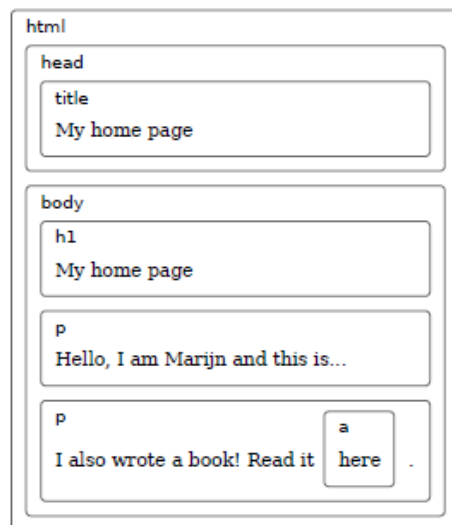 html
head
title
My home page
body
h1
My home page
p
Hello, I am Marijn and this is...
p
a
I also wrote a book! Read it here .